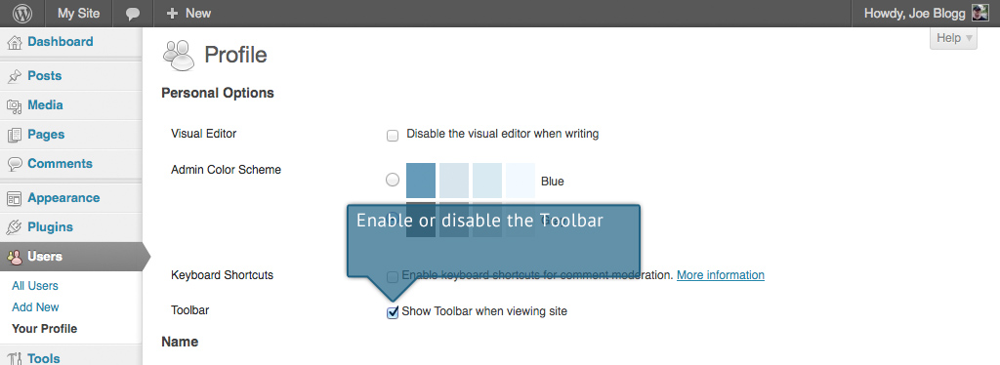 My Site
New
Howdy, Joe Blogg
Help
Dashboard
Posts
Media
Pages
Comments
Appearance
Plugins
Users
All Users
Add New
Your Profile
Tools
Profile
Personal Options
Visual Editor
Disable the visual editor when writing
Admin Color Scheme
Blue
Enable or disable the Toolbar
Keyboard Shortcuts
Enable keyboard shortcuts for comment moderation. More information
Toolbar
Show Toolbar when viewing site
Name